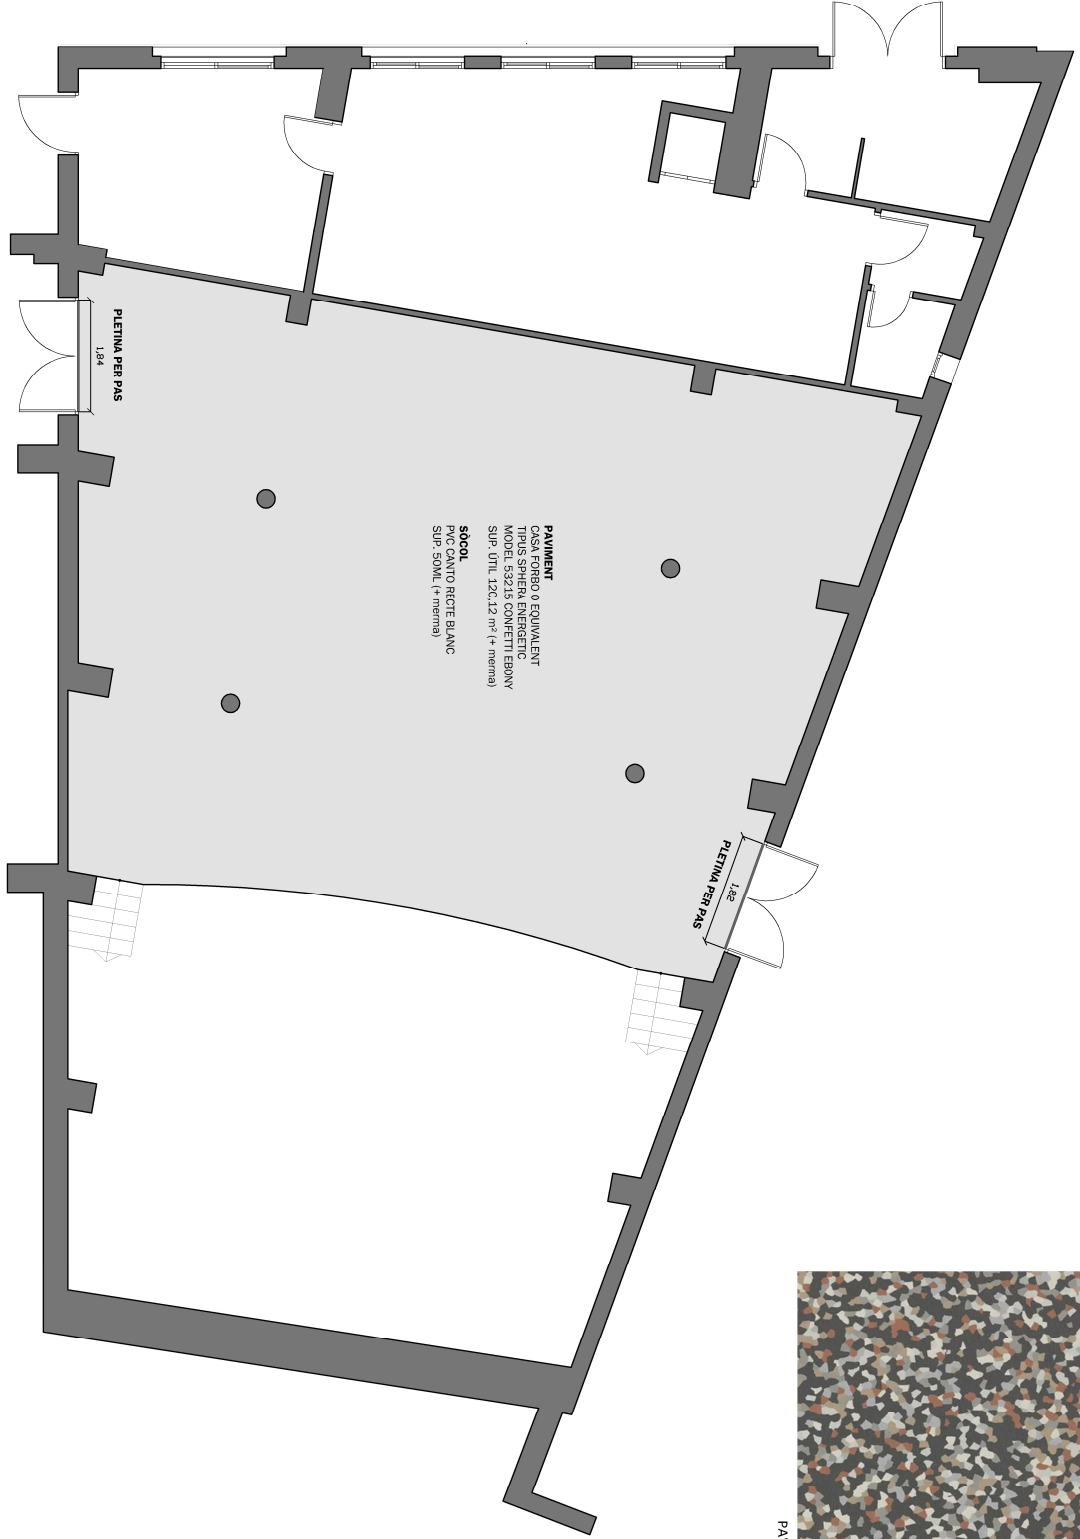 PLETINA PER PAS
1,84
PAVIMENT
CASA FORBO O EQUIVALENT
TIPUS SPHERA ENERGETIC
MODEL 53215 CONFETTI EBONY
SUP. ÚTIL 120,12 m² (+ merma)
SÒCOL
PVC CANTO RECTE BLANC
SUP. 50ML (+ merma)
PLETINA PER PAS
1,82